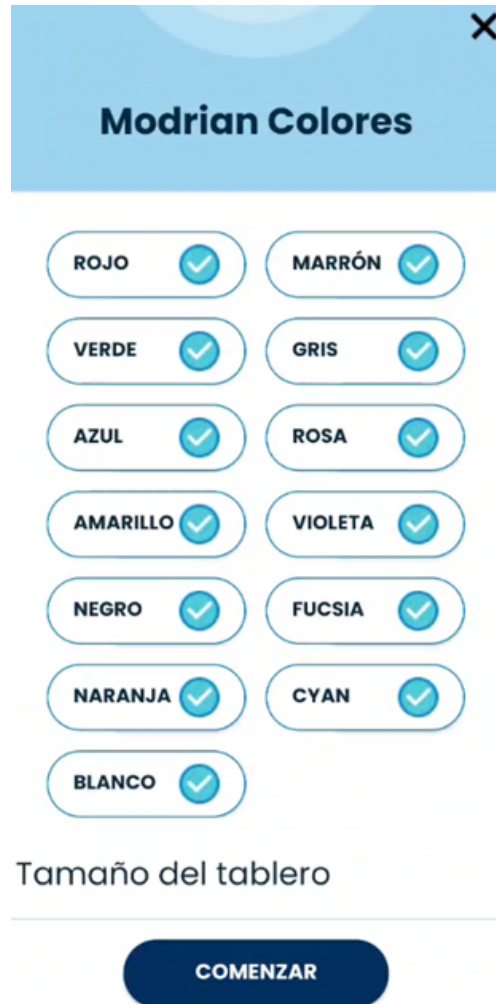 Modrian Colores
ROJO
MARRÓN
VERDE
GRIS
AZUL
ROSA
AMARILLO
VIOLETA
NEGRO
FUCSIA
NARANJA
CYAN
BLANCO
Tamaño del tablero
COMENZAR